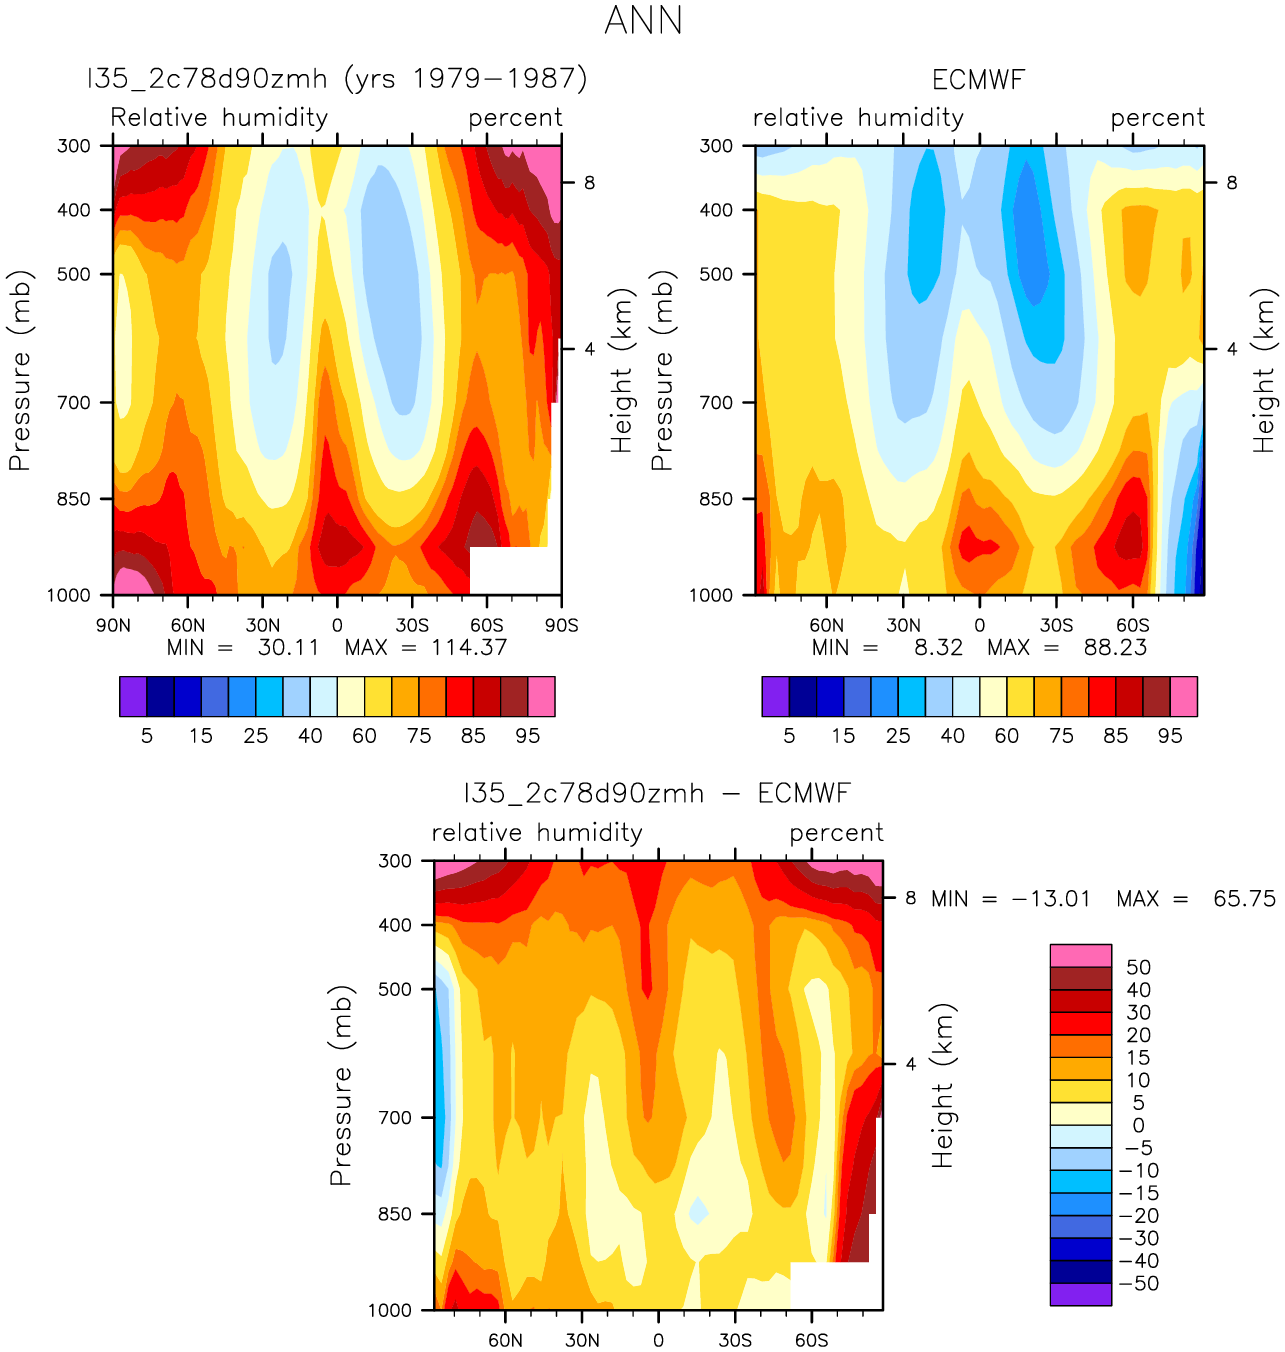 ANN
l35_2c78d90zmh (yrs 1979-1987)
Relative humidity percent
300
400
500
700
850
1000
Pressure (mb)
8
4
Height (km)
90N 60N 30N 0 30S 60S 90S
MIN = 30.11 MAX = 114.37
5 15 25 40 60 75 85 95
ECMWF
relative humidity percent
300
400
500
700
850
1000
Pressure (mb)
8
4
Height (km)
60N 30N 0 30S 60S
MIN = 8.32 MAX = 88.23
5 15 25 40 60 75 85 95
l35_2c78d90zmh - ECMWF
relative humidity percent
300
400
500
700
850
1000
Pressure (mb)
8
4
Height (km)
60N 30N 0 30S 60S
MIN = -13.01 MAX = 65.75
50
40
30
20
15
10
5
0
-5
-10
-15
-20
-30
-40
-50